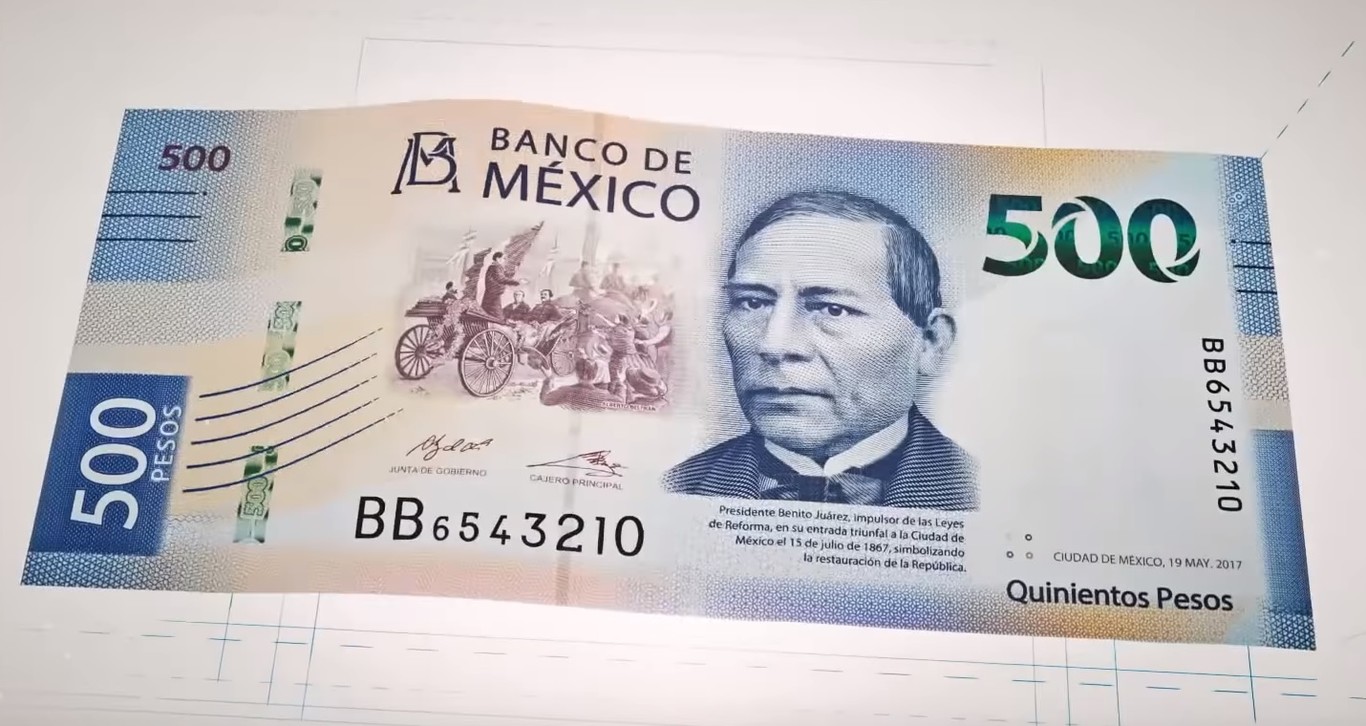 500
BANCO DE
MÉXICO
500
500
PESOS
JUNTA DE GOBIERNO
CAJERO PRINCIPAL
BB6543210
Presidente Benito Juárez, impulsor de las Leyes
de Reforma, en su entrada triunfal a la Ciudad de
México el 15 de julio de 1867, simbolizando
la restauración de la República.
BB6543210
CIUDAD DE MÉXICO, 19 MAY. 2017
Quinientos Pesos